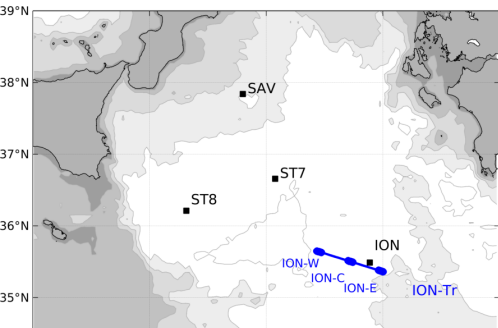 39°N
38°N
SAV
37°N
ST7
ST8
36°N
ION
ION-W
ION-C
ION-E
ION-Tr
35°N